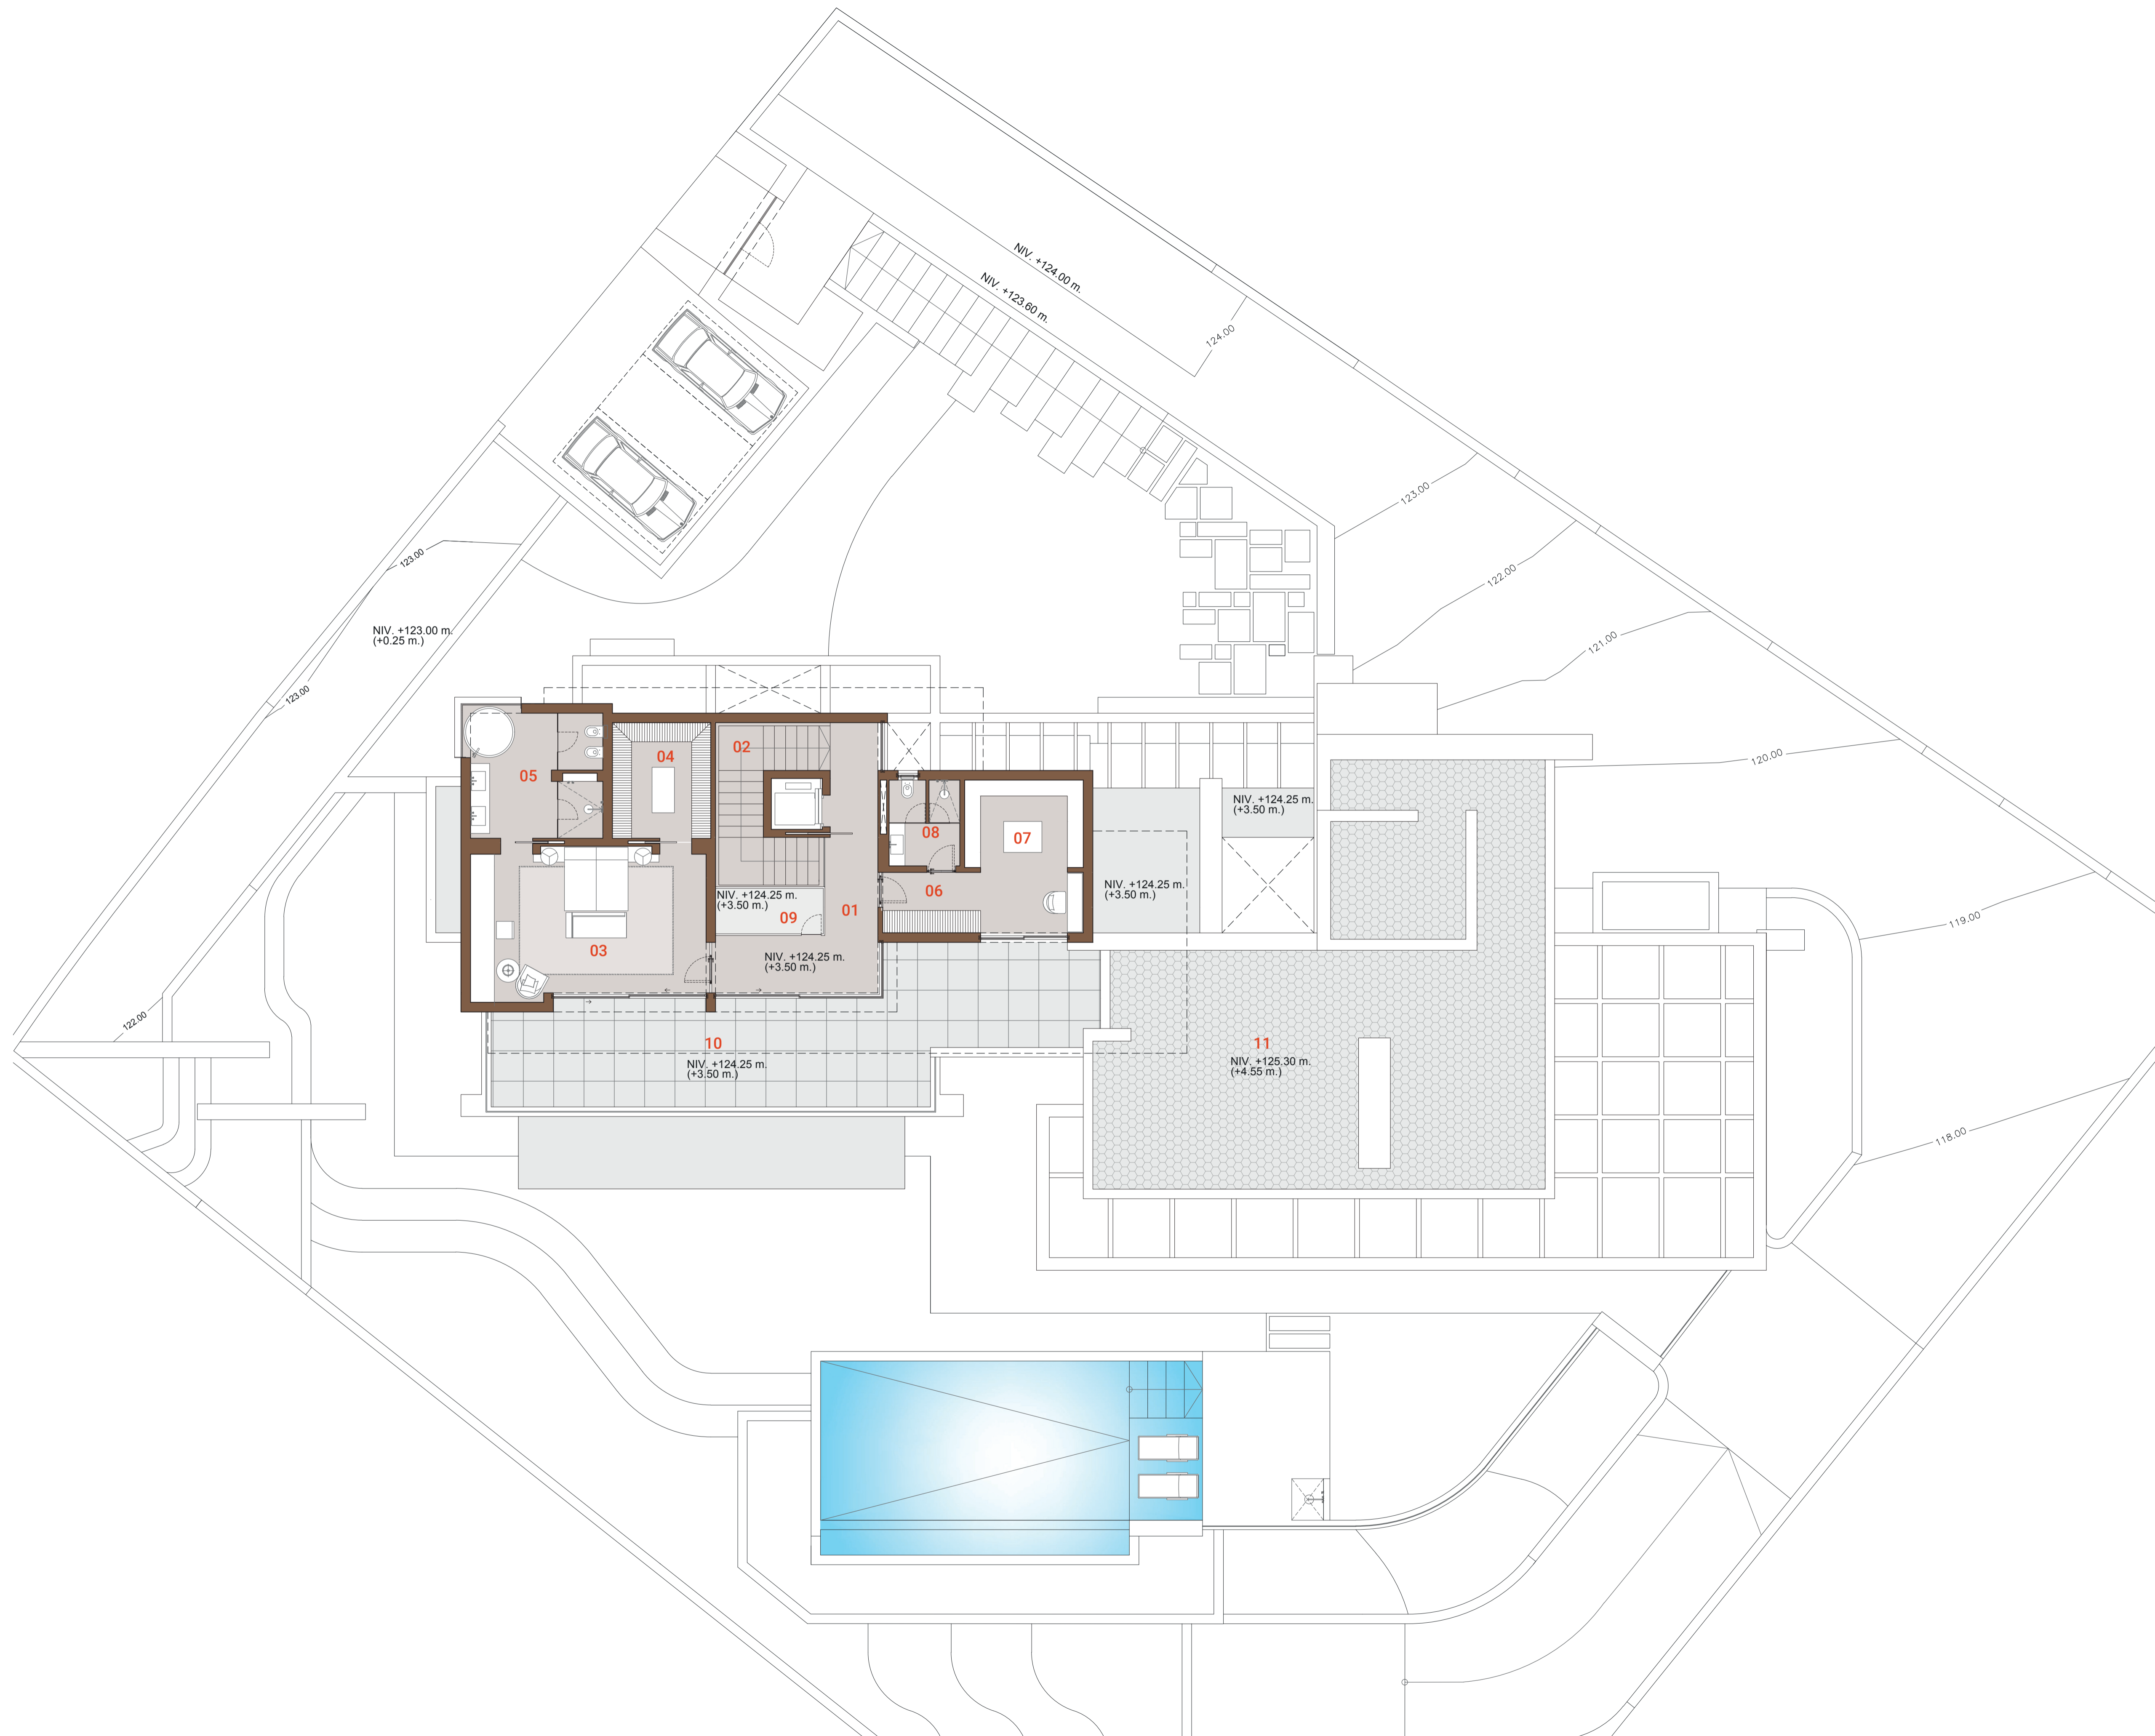 NIV. +124.00 m.
NIV. +123.60 m.
124.00
123.00
123.00
122.00
NIV. +123.00 m.
(+0.25 m.)
121.00
123.00
02
04
120.00
05
NIV. +124.25 m.
(+3.50 m.)
08
07
NIV. +124.25 m.
(+3.50 m.)
06
NIV. +124.25 m.
(+3.50 m.)
01
09
119.00
03
NIV. +124.25 m.
(+3.50 m.)
122.00
10
NIV. +124.25 m.
(+3.50 m.)
11
NIV. +125.30 m.
(+4.55 m.)
118.00